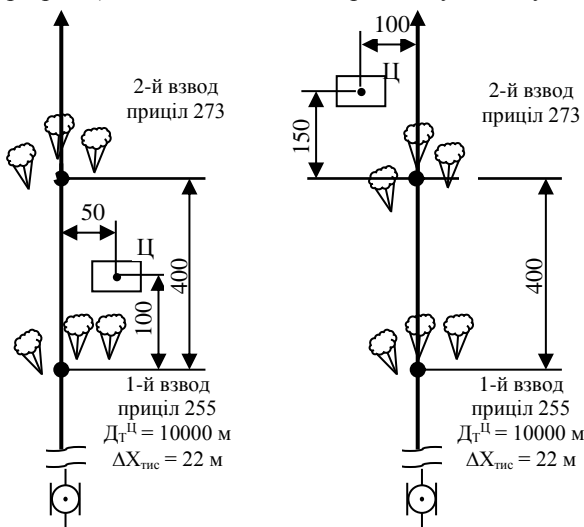 100
Ц
2-й взвод
приціл 273
150
50
Ц
400
100
1-й взвод
приціл 255
Дт^Ц = 10000 м
ΔXтис = 22 м
2-й взвод
приціл 273
400
1-й взвод
приціл 255
Дт^Ц = 10000 м
ΔXтис = 22 м